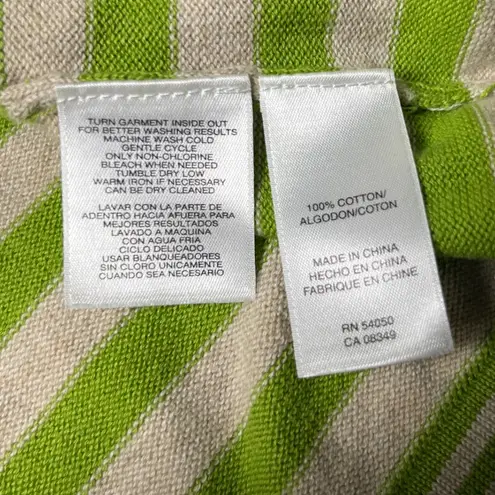 TURN GARMENT INSIDE OUT
FOR BETTER WASHING RESULTS
MACHINE WASH COLD
GENTLE CYCLE
ONLY NON-CHLORINE
BLEACH WHEN NEEDED
TUMBLE DRY LOW
WARM IRON IF NECESSARY
CAN BE DRY CLEANED
LAVAR CON LA PARTE DE
ADENTRO HACIA AFUERA PARA
MEJORES RESULTADOS
LAVADO A MAQUINA
CON AGUA FRIA
CICLO DELICADO
USAR BLANQUEADORES
SIN CLORO UNICAMENTE
CUANDO SEA NECESARIO
100% COTTON/
ALGODON/COTON
MADE IN CHINA
HECHO EN CHINA
FABRIQUE EN CHINE
RN 54050
CA 08349